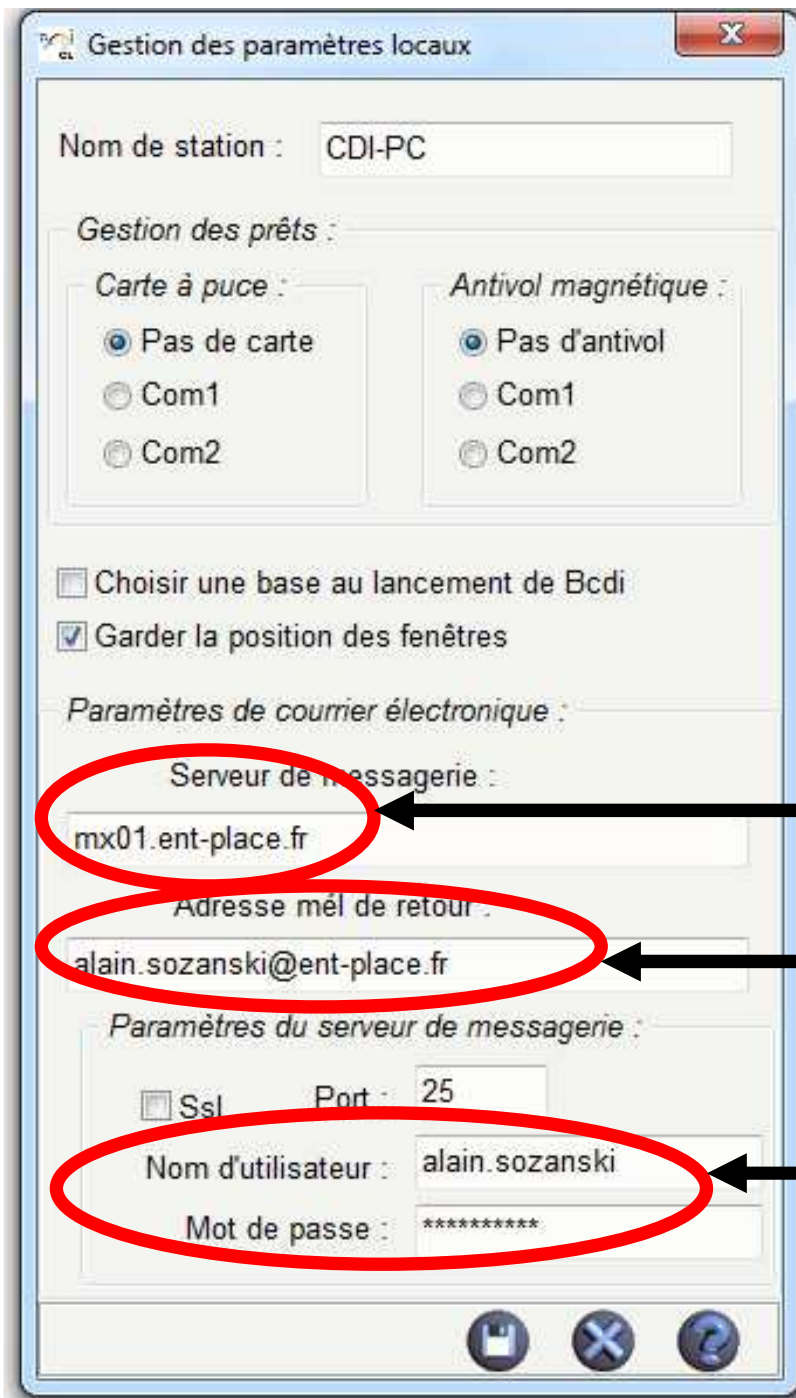 Gestion des paramètres locaux
Nom de station : CDI-PC
Gestion des prêts :
Carte à puce : Antivol magnétique :
Pas de carte Pas d'antivol
Com1 Com1
Com2 Com2
Choisir une base au lancement de Bcdi
Garder la position des fenêtres
Paramètres de courrier électronique :
Serveur de messagerie :
mx01.ent-place.fr
Adresse mél de retour :
alain.sozanski@ent-place.fr
Paramètres du serveur de messagerie :
Ssl Port : 25
Nom d'utilisateur : alain.sozanski
Mot de passe : **********